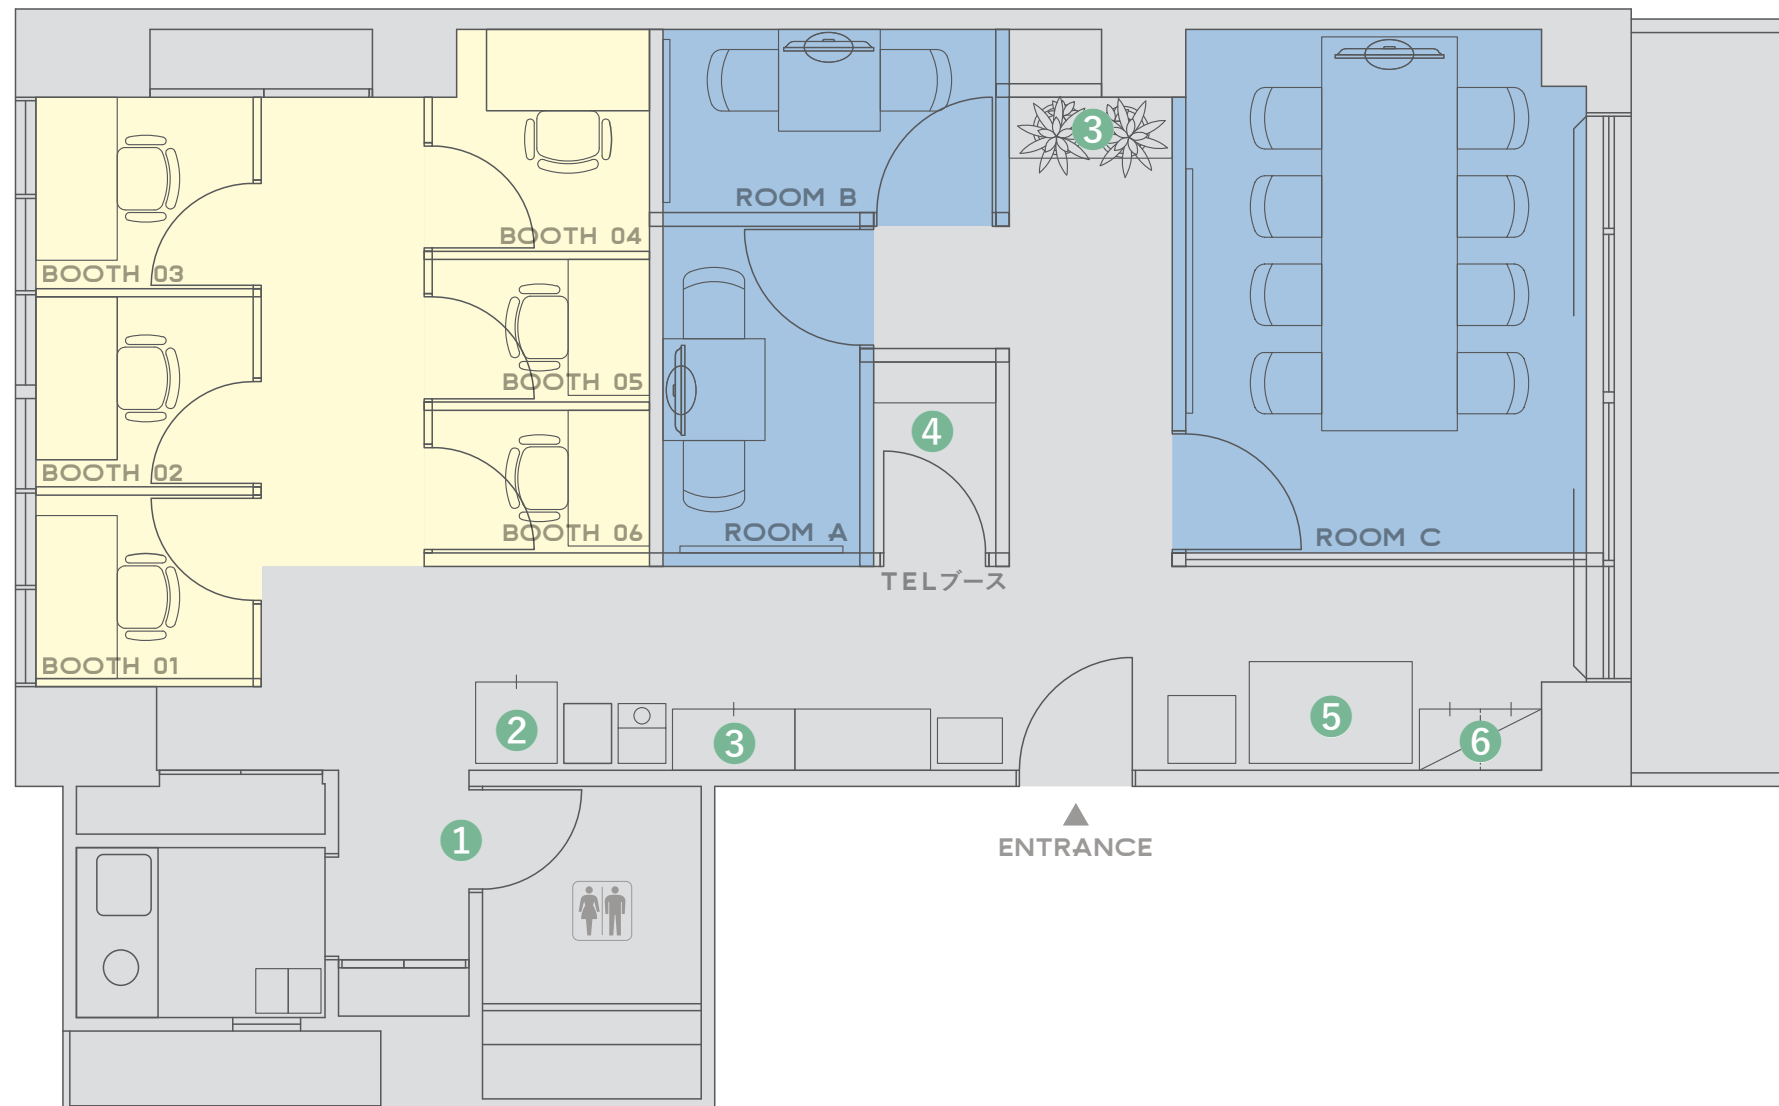 3
ROOM B
BOOTH 04
BOOTH 03
BOOTH 05
4
BOOTH 02
BOOTH 06
ROOM A
ROOM C
TELブース
BOOTH 01
2
3
5
6
1
ENTRANCE